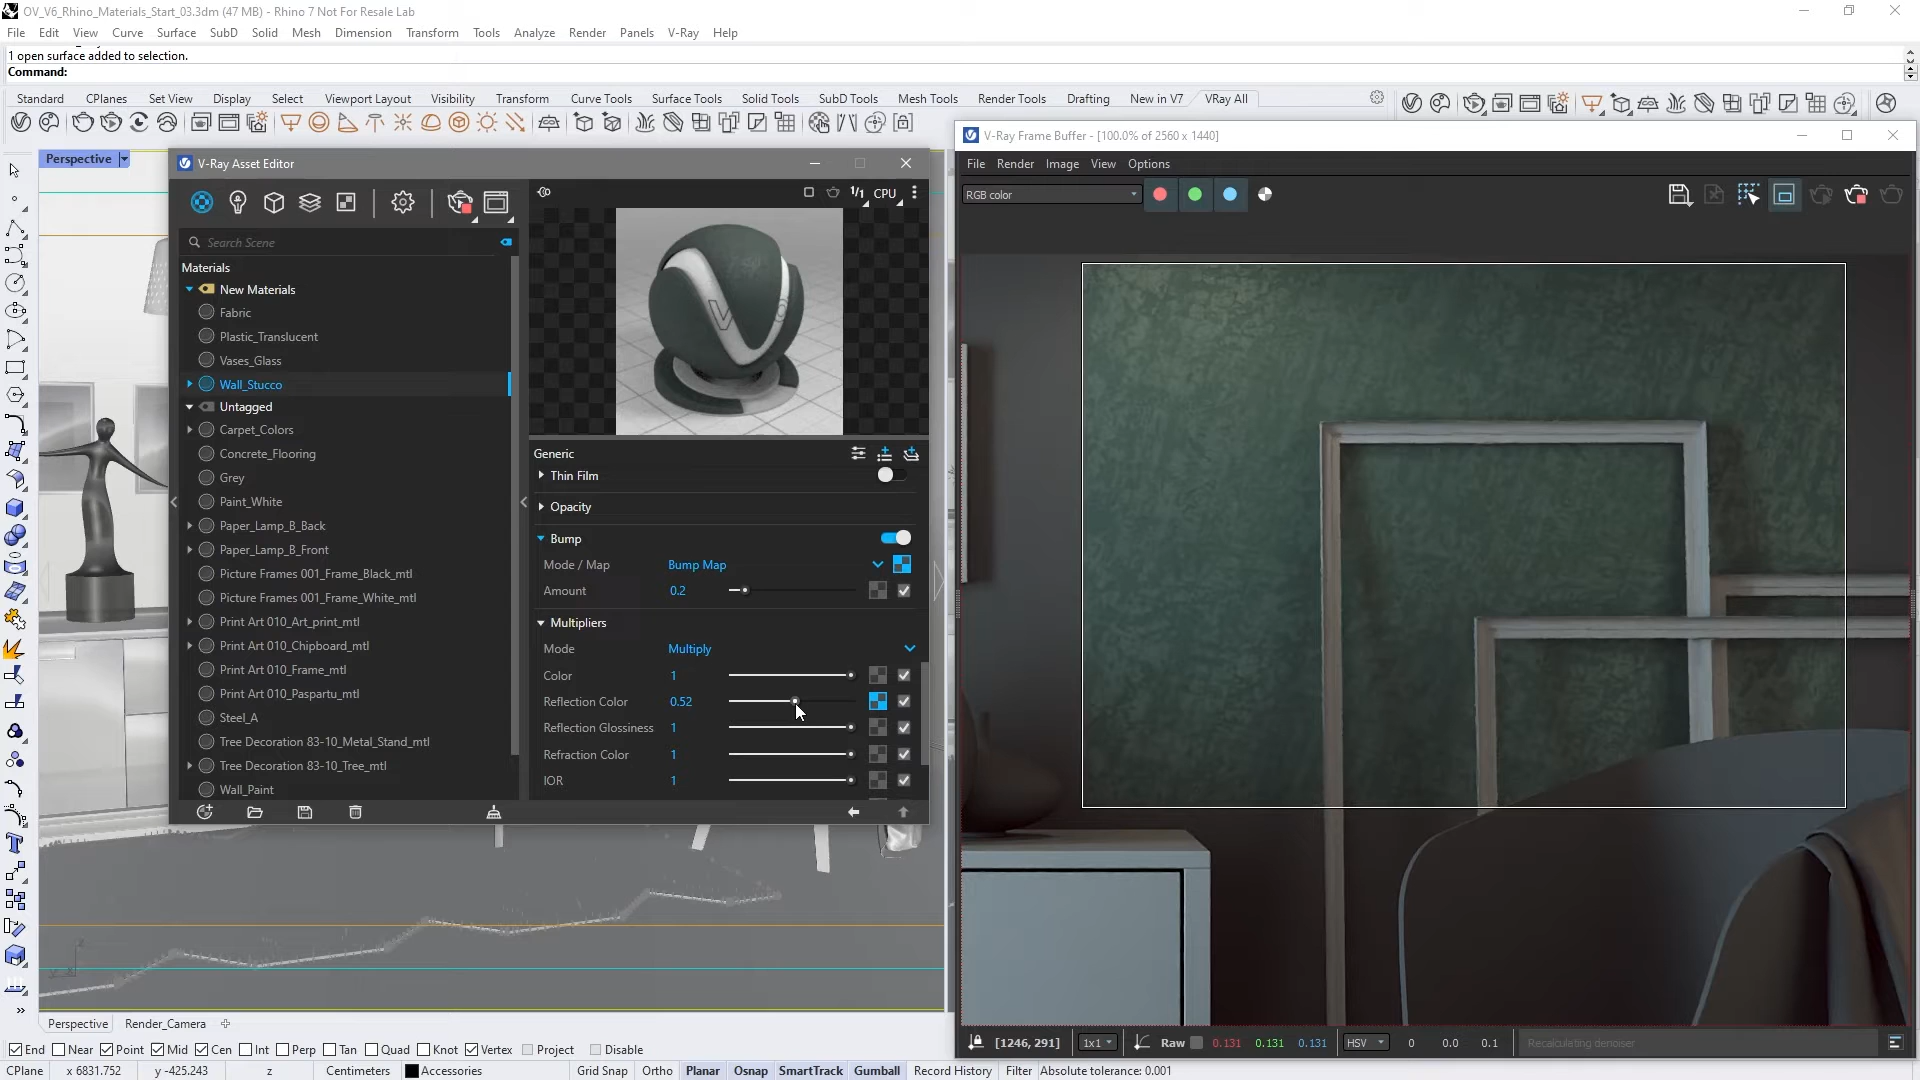 OV_V6_Rhino_Materials_Start_03.3dm (47 MB) - Rhino 7 Not For Resale Lab
File Edit View Curve Surface SubD Solid Mesh Dimension Transform Tools Analyze Render Panels V-Ray Help
1 open surface added to selection.
Command:
Standard CPlanes Set View Display Select Viewport Layout Visibility Transform Curve Tools Surface Tools Solid Tools SubD Tools Mesh Tools Render Tools Drafting New in V7 VRay All
Perspective
V-Ray Asset Editor
1/1 CPU
Search Scene
Materials
New Materials
Fabric
Plastic_Translucent
Vases_Glass
Wall_Stucco
Untagged
Carpet_Colors
Concrete_Flooring
Grey
Paint_White
Paper_Lamp_B_Back
Paper_Lamp_B_Front
Picture Frames 001_Frame_Black_mtl
Picture Frames 001_Frame_White_mtl
Print Art 010_Art_print_mtl
Print Art 010_Chipboard_mtl
Print Art 010_Frame_mtl
Print Art 010_Paspartu_mtl
Steel_A
Tree Decoration 83-10_Metal_Stand_mtl
Tree Decoration 83-10_Tree_mtl
Wall_Paint
Generic
Thin Film
Opacity
Bump
Mode / Map Bump Map
Amount 0.2
Multipliers
Mode Multiply
Color 1
Reflection Color 0.52
Reflection Glossiness 1
Refraction Color 1
IOR 1
V-Ray Frame Buffer - [100.0% of 2560 x 1440]
File Render Image View Options
RGB color
[1246, 291] 1x1 Raw 0.131 0.131 0.131 HSV 0 0.0 0.1 Recalculating denoiser
Perspective Render_Camera
End Near Point Mid Cen Int Perp Tan Quad Knot Vertex Project Disable
CPlane x 6831.752 y -425.243 z Centimeters Accessories Grid Snap Ortho Planar Osnap SmartTrack Gumball Record History Filter Absolute tolerance: 0.001